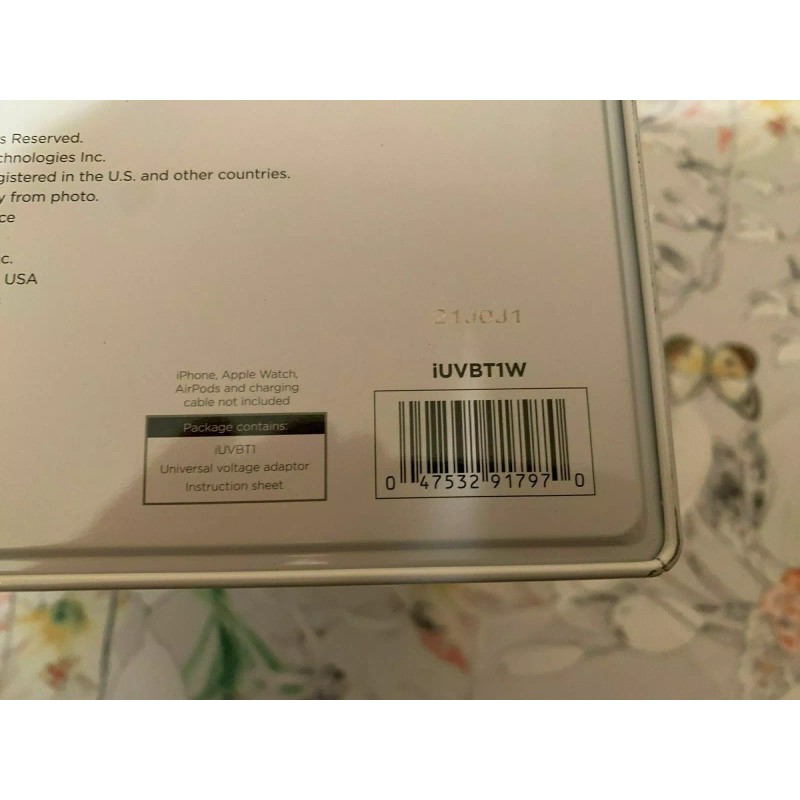 s Reserved.
chnologies Inc.
gistered in the U.S. and other countries.
y from photo.
ce
c.
USA
21J0J1
iUVBT1W
iPhone, Apple Watch,
AirPods and charging
cable not included
Package contains:
iUVBT1
Universal voltage adaptor
Instruction sheet
0 47532 91797 0